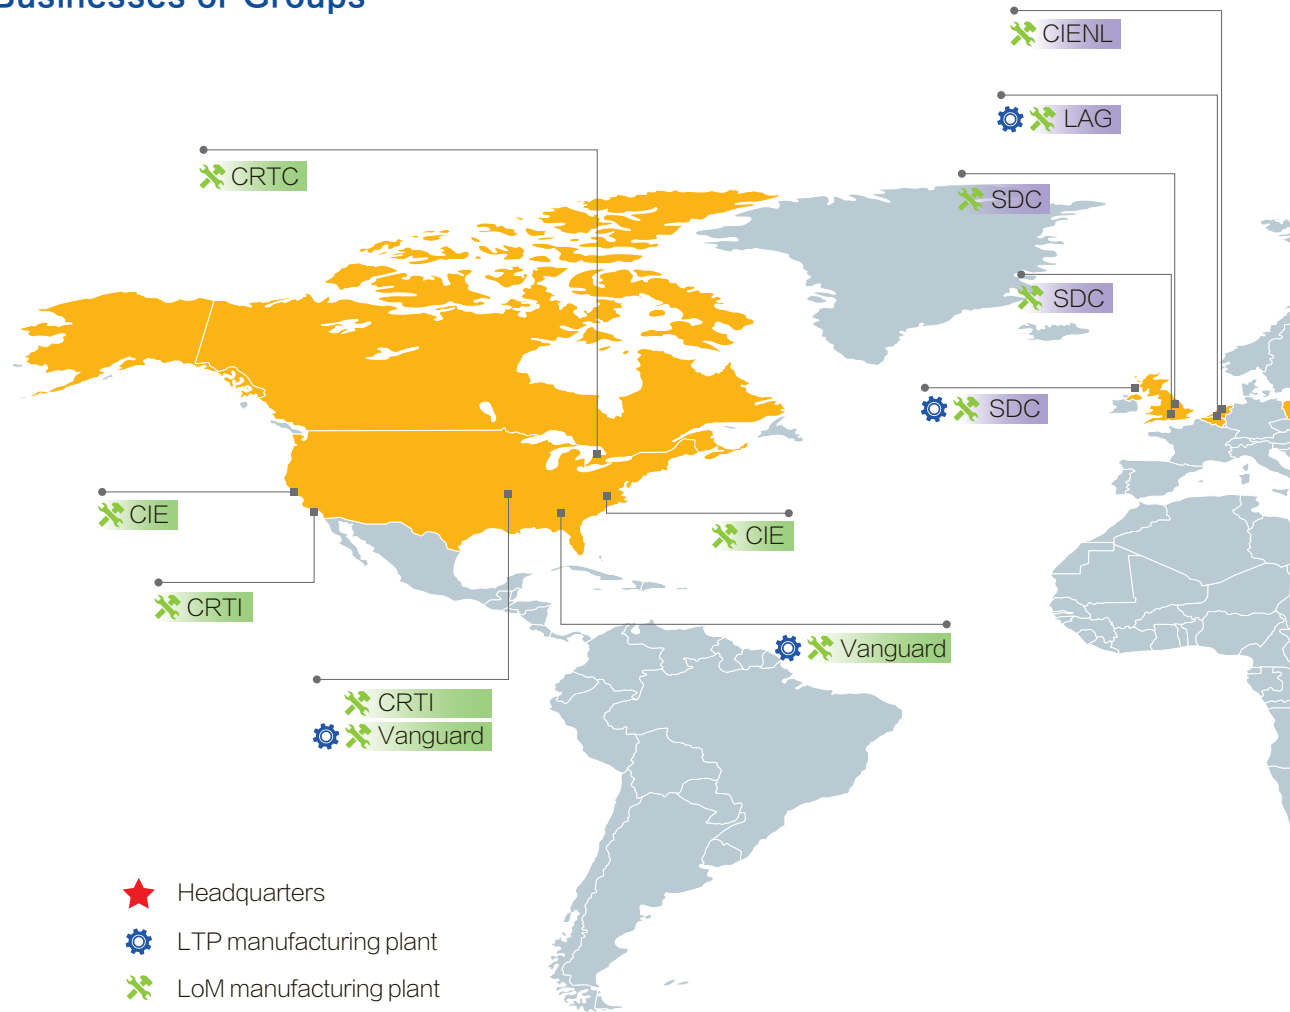 Businesses or Groups
CIENL
LAG
CRTC
SDC
SDC
SDC
CIE
CIE
CRTI
Vanguard
CRTI
Vanguard
Headquarters
LTP manufacturing plant
LoM manufacturing plant